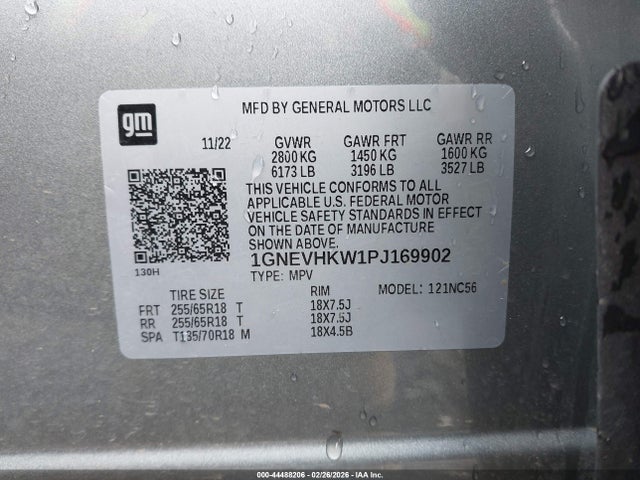 gm
MFD BY GENERAL MOTORS LLC
11/22 GVWR GAWR FRT GAWR RR
2800 KG 1450 KG 1600 KG
6173 LB 3196 LB 3527 LB
THIS VEHICLE CONFORMS TO ALL
APPLICABLE U.S. FEDERAL MOTOR
VEHICLE SAFETY STANDARDS IN EFFECT
ON THE DATE OF MANUFACTURE
SHOWN ABOVE.
130H
1GNEVHKW1PJ169902
TYPE: MPV MODEL: 121NC56
TIRE SIZE RIM
FRT 255/65R18 T 18X7.5J
RR 255/65R18 T 18X7.5J
SPA T135/70R18 M 18X4.5B
000-44488206 - 02/26/2026 - IAA Inc.